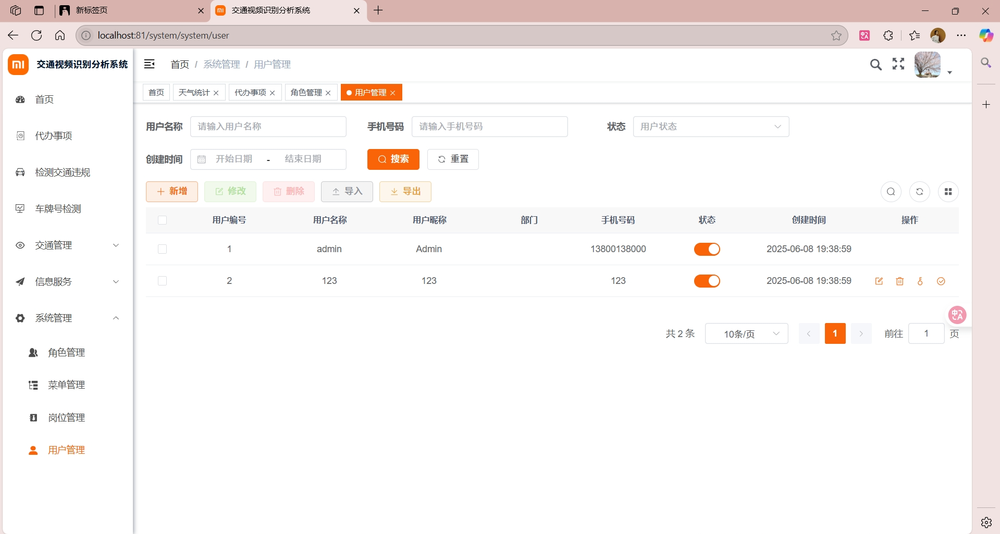 新标签页
交通视频识别分析系统
localhost:81/system/system/user
mi 交通视频识别分析系统
首页 / 系统管理 / 用户管理
首页 天气统计 代办事项 角色管理 用户管理
首页
代办事项
检测交通违规
车牌号检测
交通管理
信息服务
系统管理
角色管理
菜单管理
岗位管理
用户管理
用户名称 请输入用户名称 手机号码 请输入手机号码 状态 用户状态
创建时间 开始日期 - 结束日期 搜索 重置
新增 修改 删除 导入 导出
用户编号 用户名称 用户昵称 部门 手机号码 状态 创建时间 操作
1 admin Admin 13800138000 2025-06-08 19:38:59
2 123 123 123 2025-06-08 19:38:59
中A
共 2 条 10条/页 1 前往 1 页